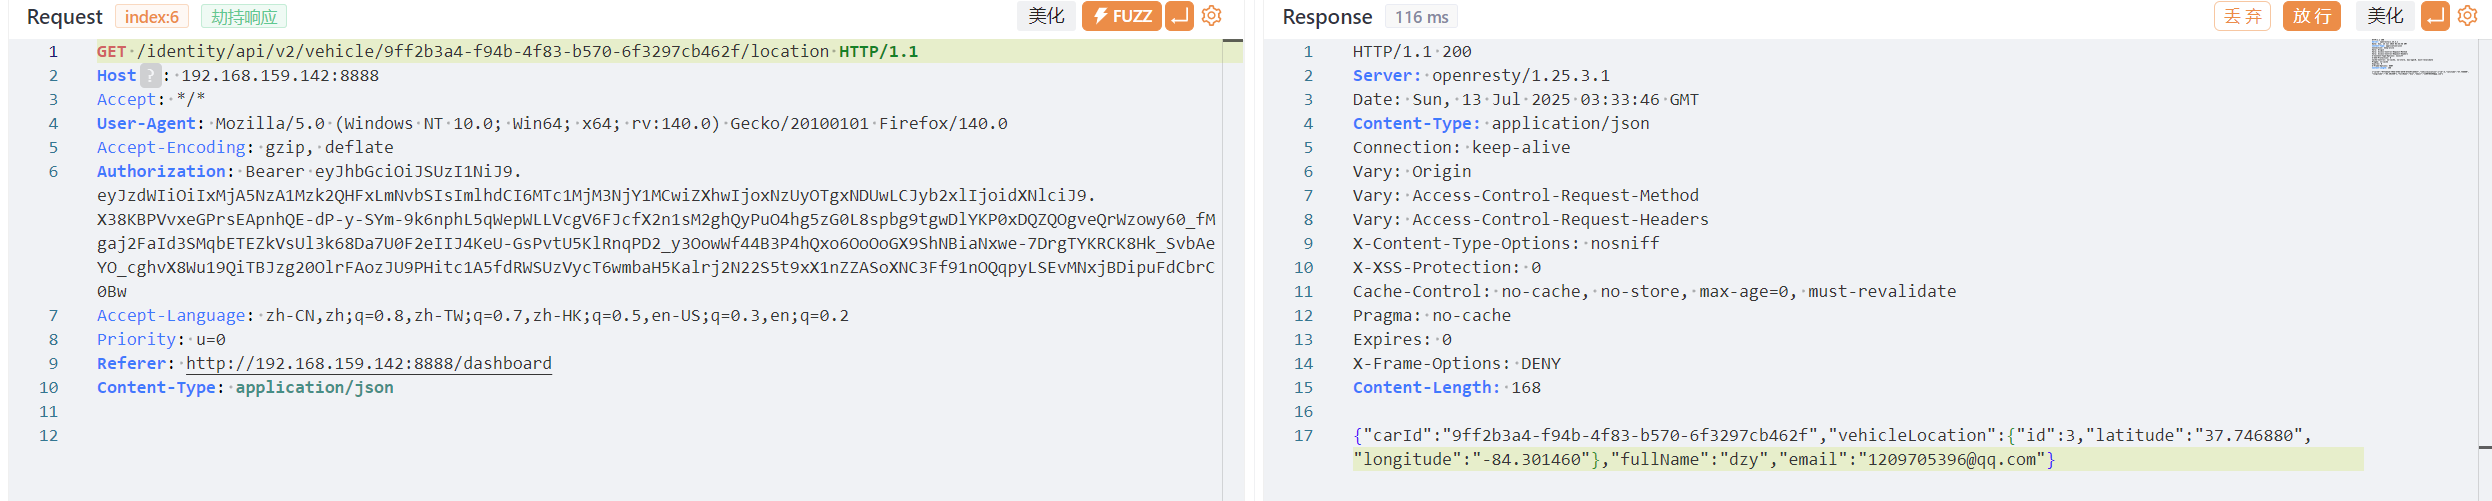 Request index:6 劫持响应 美化 FUZZ
1 GET /identity/api/v2/vehicle/9ff2b3a4-f94b-4f83-b570-6f3297cb462f/location HTTP/1.1
2 Host ? : 192.168.159.142:8888
3 Accept: */*
4 User-Agent: Mozilla/5.0 (Windows NT 10.0; Win64; x64; rv:140.0) Gecko/20100101 Firefox/140.0
5 Accept-Encoding: gzip, deflate
6 Authorization: Bearer eyJhbGciOiJSUzI1NiJ9.
eyJzdWIiOiIxMjA5NzA1Mzk2QHFxLmNvbSIsImlhdCI6MTc1MjM3NjY1MCwiZXhwIjoxNzUyOTgxNDUwLCJyb2xlIjoidXNlciJ9.
X38KBPVvxeGPrsEApnhQE-dP-y-SYm-9k6nphL5qWepWLLVcgV6FJcfX2n1sM2ghQyPuO4hg5zG0L8spbg9tgwDlYKP0xDQZQOgveQrWzowy60_fM
gaj2FaId3SMqbETEZkVsUl3k68Da7U0F2eIIJ4KeU-GsPvtU5KlRnqPD2_y3OowWf44B3P4hQxo6OoOoGX9ShNBiaNxwe-7DrgTYKRCK8Hk_SvbAe
YO_cghvX8Wu19QiTBJzg20OlrFAozJU9PHitc1A5fdRWSUzVycT6wmbaH5Kalrj2N22S5t9xX1nZZASoXNC3Ff91nOQqpyLSEvMNxjBDipuFdCbrC
0Bw
7 Accept-Language: zh-CN,zh;q=0.8,zh-TW;q=0.7,zh-HK;q=0.5,en-US;q=0.3,en;q=0.2
8 Priority: u=0
9 Referer: http://192.168.159.142:8888/dashboard
10 Content-Type: application/json
11
12
Response 116 ms 丢弃 放行 美化
1 HTTP/1.1 200
2 Server: openresty/1.25.3.1
3 Date: Sun, 13 Jul 2025 03:33:46 GMT
4 Content-Type: application/json
5 Connection: keep-alive
6 Vary: Origin
7 Vary: Access-Control-Request-Method
8 Vary: Access-Control-Request-Headers
9 X-Content-Type-Options: nosniff
10 X-XSS-Protection: 0
11 Cache-Control: no-cache, no-store, max-age=0, must-revalidate
12 Pragma: no-cache
13 Expires: 0
14 X-Frame-Options: DENY
15 Content-Length: 168
16
17 {"carId":"9ff2b3a4-f94b-4f83-b570-6f3297cb462f","vehicleLocation":{"id":3,"latitude":"37.746880",
"longitude":"-84.301460"},"fullName":"dzy","email":"1209705396@qq.com"}